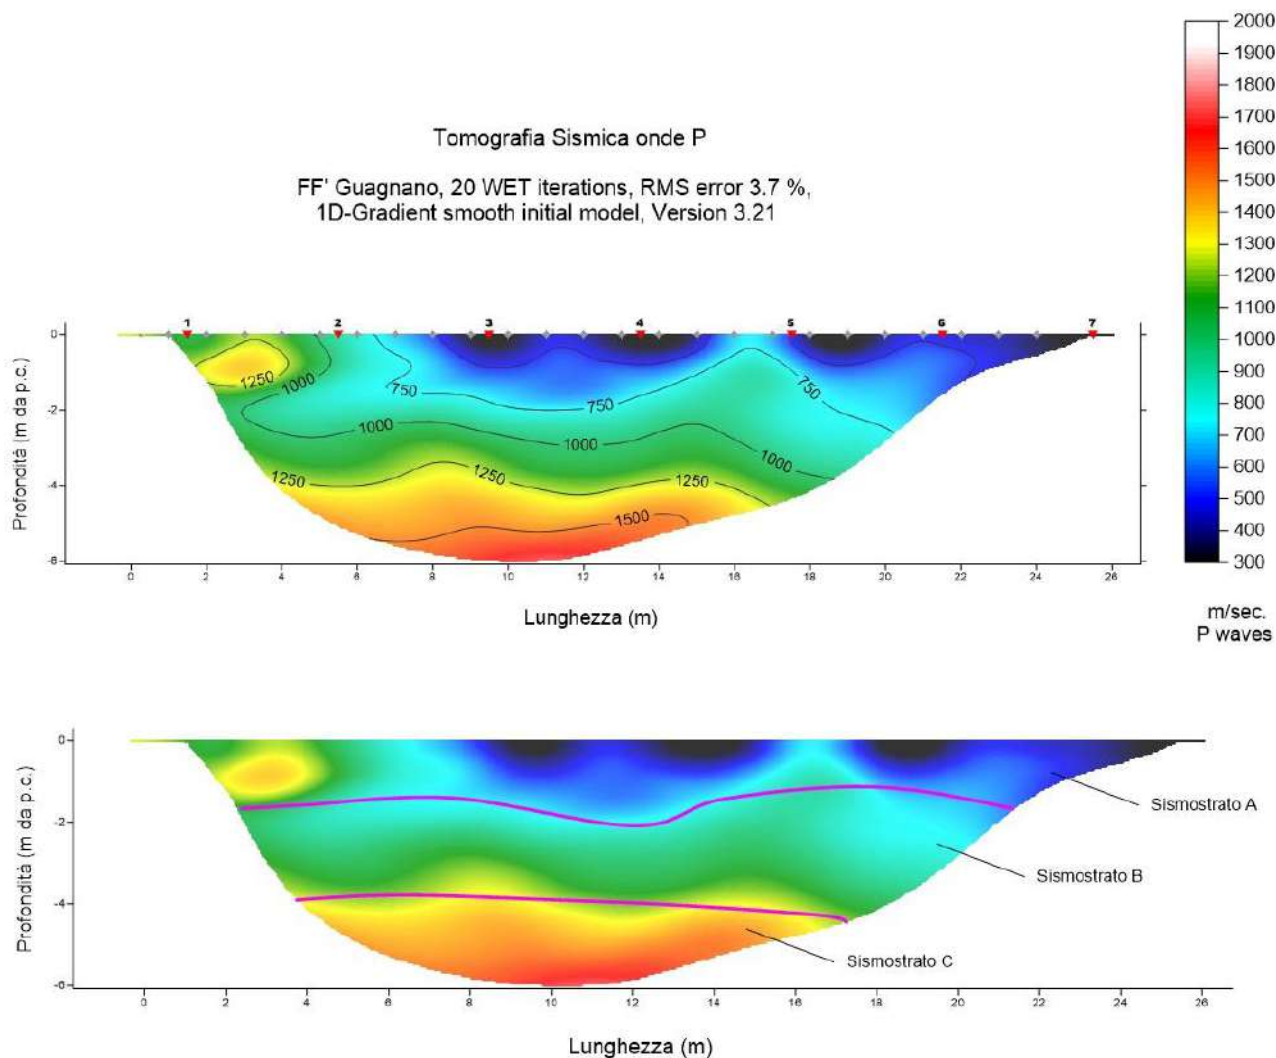 Tomografia Sismica onde P
FF' Guagnano, 20 WET iterations, RMS error 3.7 %,
1D-Gradient smooth initial model, Version 3.21
2000
1900
1800
1700
1600
1500
1400
1300
1200
1100
1000
900
800
700
600
500
400
300
m/sec.
P waves
1 2 3 4 5 6 7
Profondità (m da p.c.)
0
-2
-4
-6
1250
1000
750
750
750
1000
1000
1000
1250
1250
1250
1500
0 2 4 6 8 10 12 14 16 18 20 22 24 26
Lunghezza (m)
Profondità (m da p.c.)
0
-2
-4
-6
Sismostrato A
Sismostrato B
Sismostrato C
0 2 4 6 8 10 12 14 16 18 20 22 24 26
Lunghezza (m)